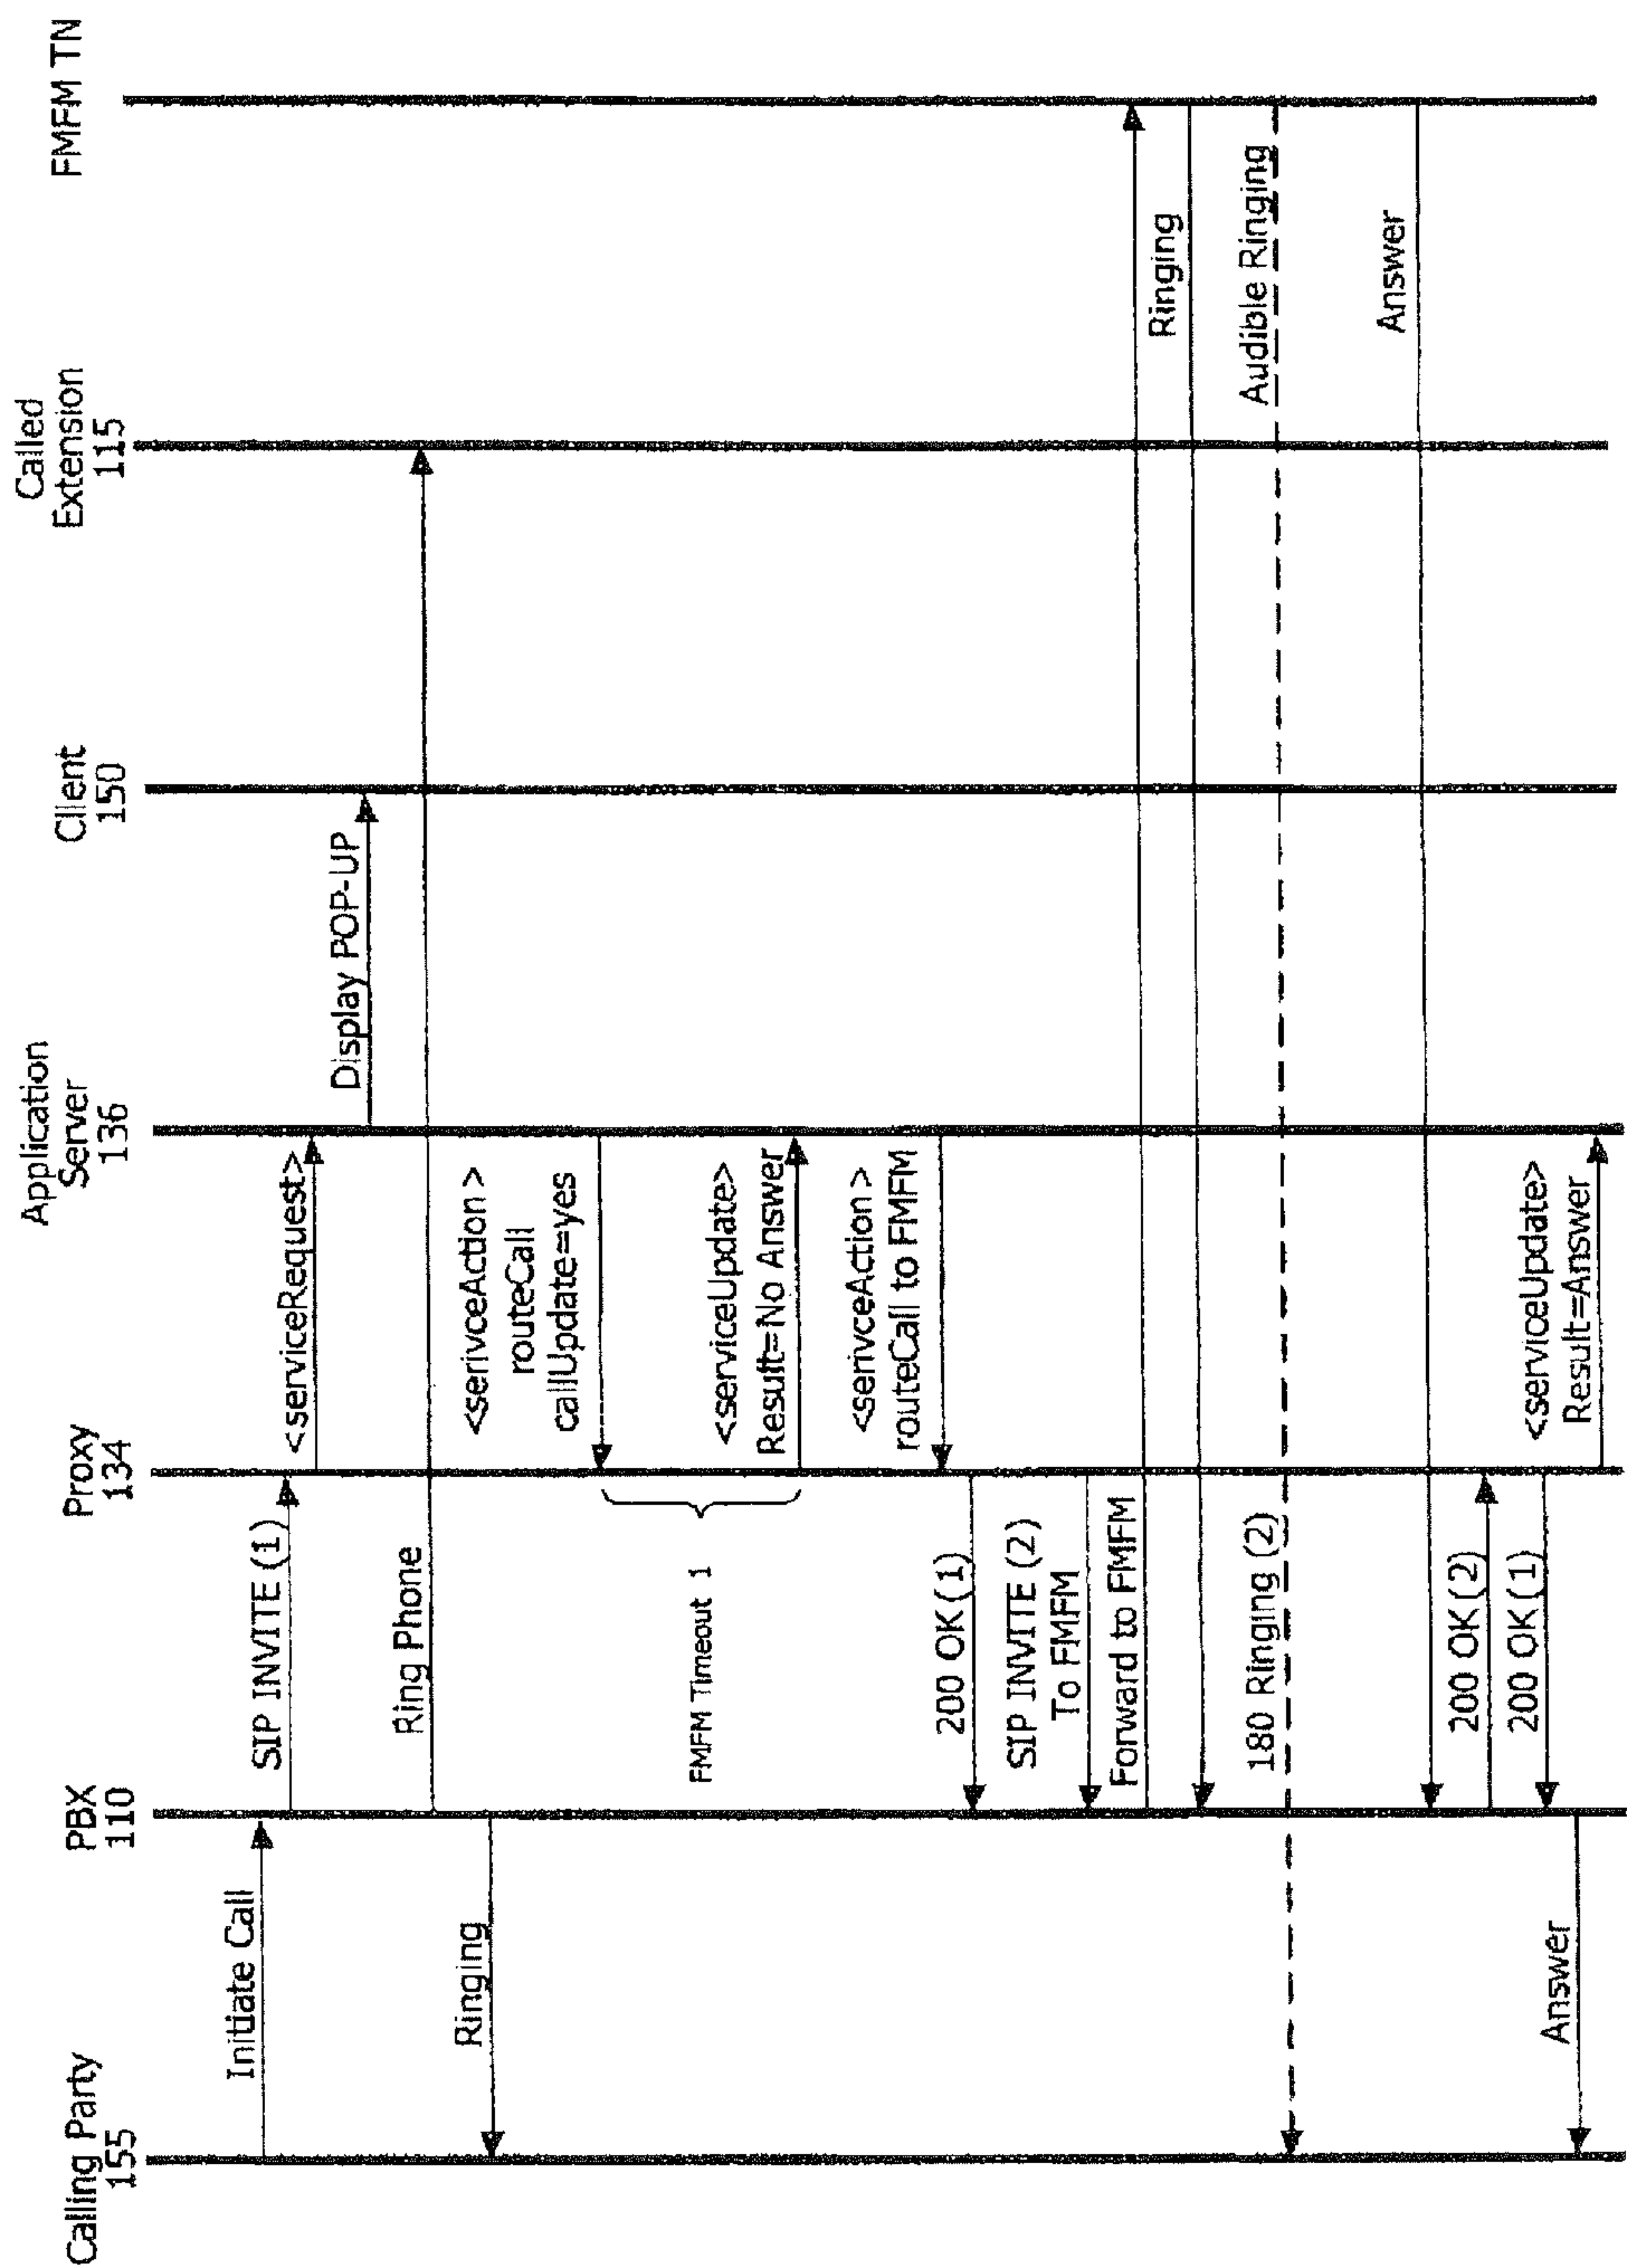 Calling Party
155
PBX
110
Proxy
134
Application
Server
136
Client
150
Called
Extension
115
FMFM TN
Initiate Call
SIP INVITE (1)
<serviceRequest>
Display POP-UP
Ring Phone
Ringing
<serivceAction >
routeCall
callUpdate=yes
FMFM Timeout 1
<serviceUpdate>
Result=No Answer
<serivceAction >
routeCall to FMFM
200 OK (1)
SIP INVITE (2)
To FMFM
Forward to FMFM
Ringing
180 Ringing (2)
Audible Ringing
Answer
200 OK (2)
200 OK (1)
Answer
<serviceUpdate>
Result=Answer